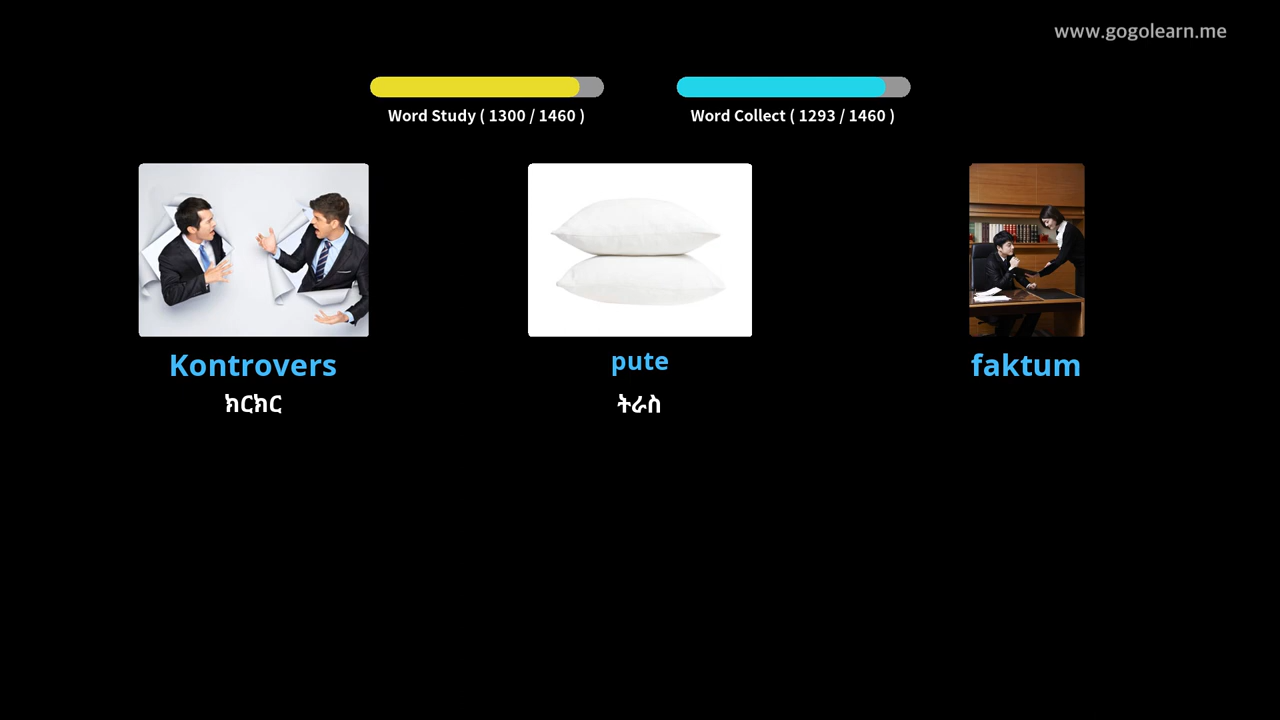 www.gogolearn.me
Word Study ( 1300 / 1460 )
Word Collect ( 1293 / 1460 )
Kontrovers
ክርክር
pute
ትራስ
faktum